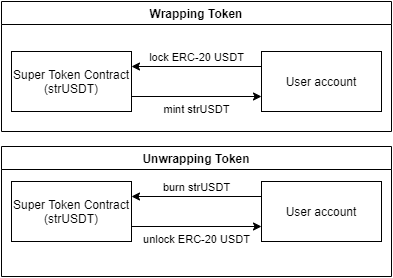 Wrapping Token
lock ERC-20 USDT
Super Token Contract
(strUSDT)
User account
mint strUSDT
Unwrapping Token
burn strUSDT
Super Token Contract
(strUSDT)
User account
unlock ERC-20 USDT